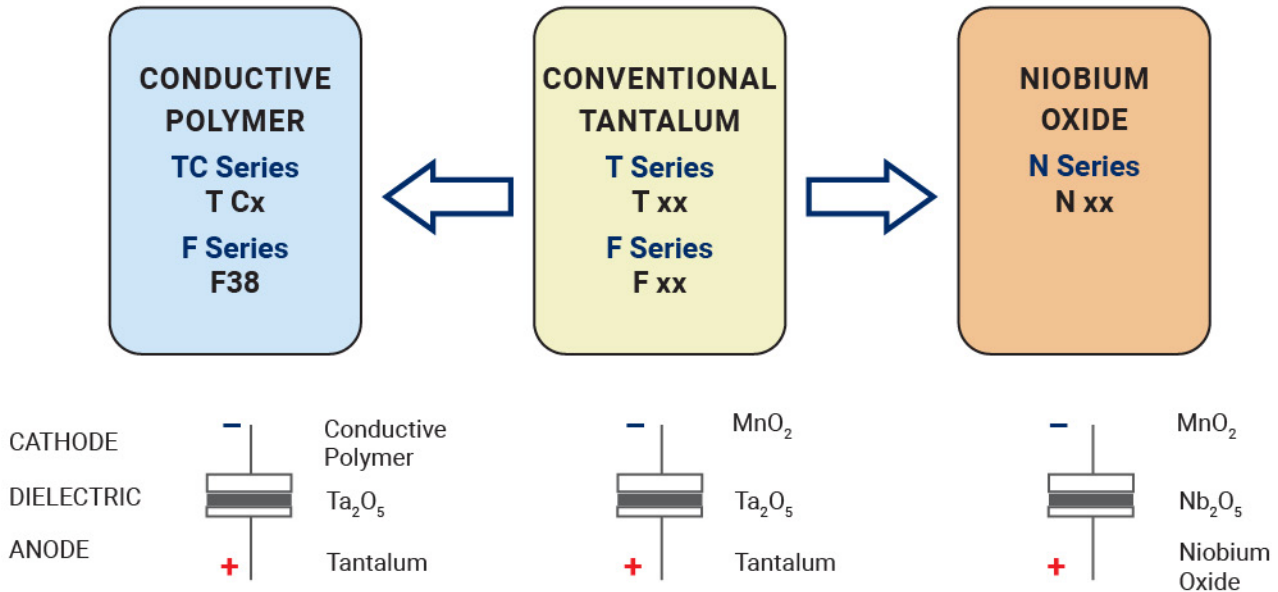 CONDUCTIVE
POLYMER
TC Series
T Cx
F Series
F38
CONVENTIONAL
TANTALUM
T Series
T xx
F Series
F xx
NIOBIUM
OXIDE
N Series
N xx
CATHODE
DIELECTRIC
ANODE
–
Conductive
Polymer
Ta₂O₅
+
Tantalum
–
MnO₂
Ta₂O₅
+
Tantalum
–
MnO₂
Nb₂O₅
+
Niobium
Oxide